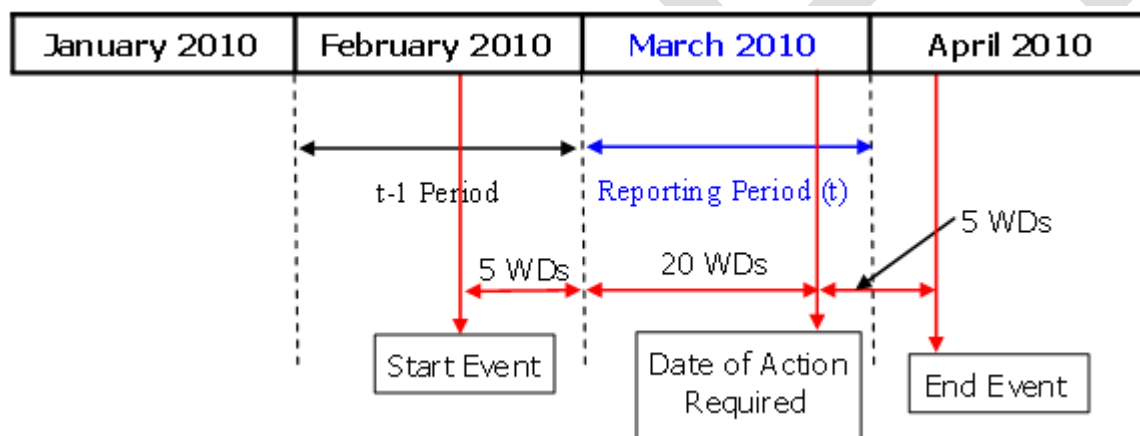 January 2010
February 2010
March 2010
April 2010
t-1 Period
Reporting Period (t)
5 WDs
5 WDs
20 WDs
Start Event
Date of Action
Required
End Event